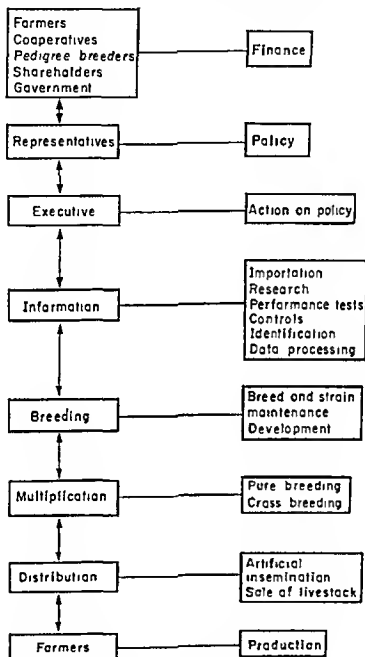 Farmers
Cooperatives
Pedigree breeders
Shareholders
Government
Finance
Representatives
Policy
Executive
Action on policy
Information
Importation
Research
Performance tests
Controls
Identification
Data processing
Breeding
Breed and strain
maintenance
Development
Multiplication
Pure breeding
Cross breeding
Distribution
Artificial
insemination
Sale of livestock
Farmers
Production